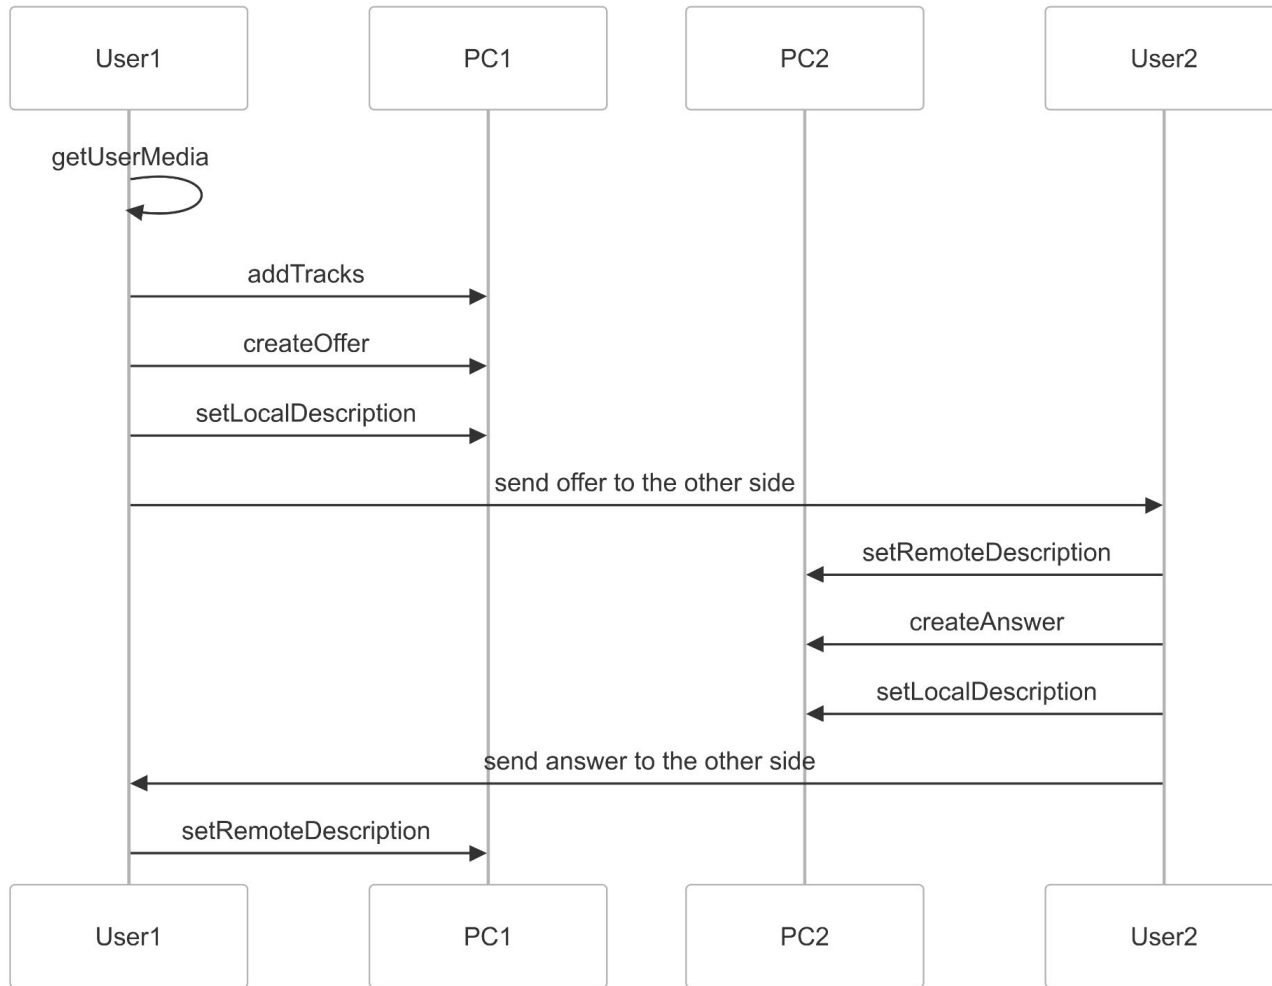 User1
PC1
PC2
User2
getUserMedia
addTracks
createOffer
setLocalDescription
send offer to the other side
setRemoteDescription
createAnswer
setLocalDescription
send answer to the other side
setRemoteDescription
User1
PC1
PC2
User2